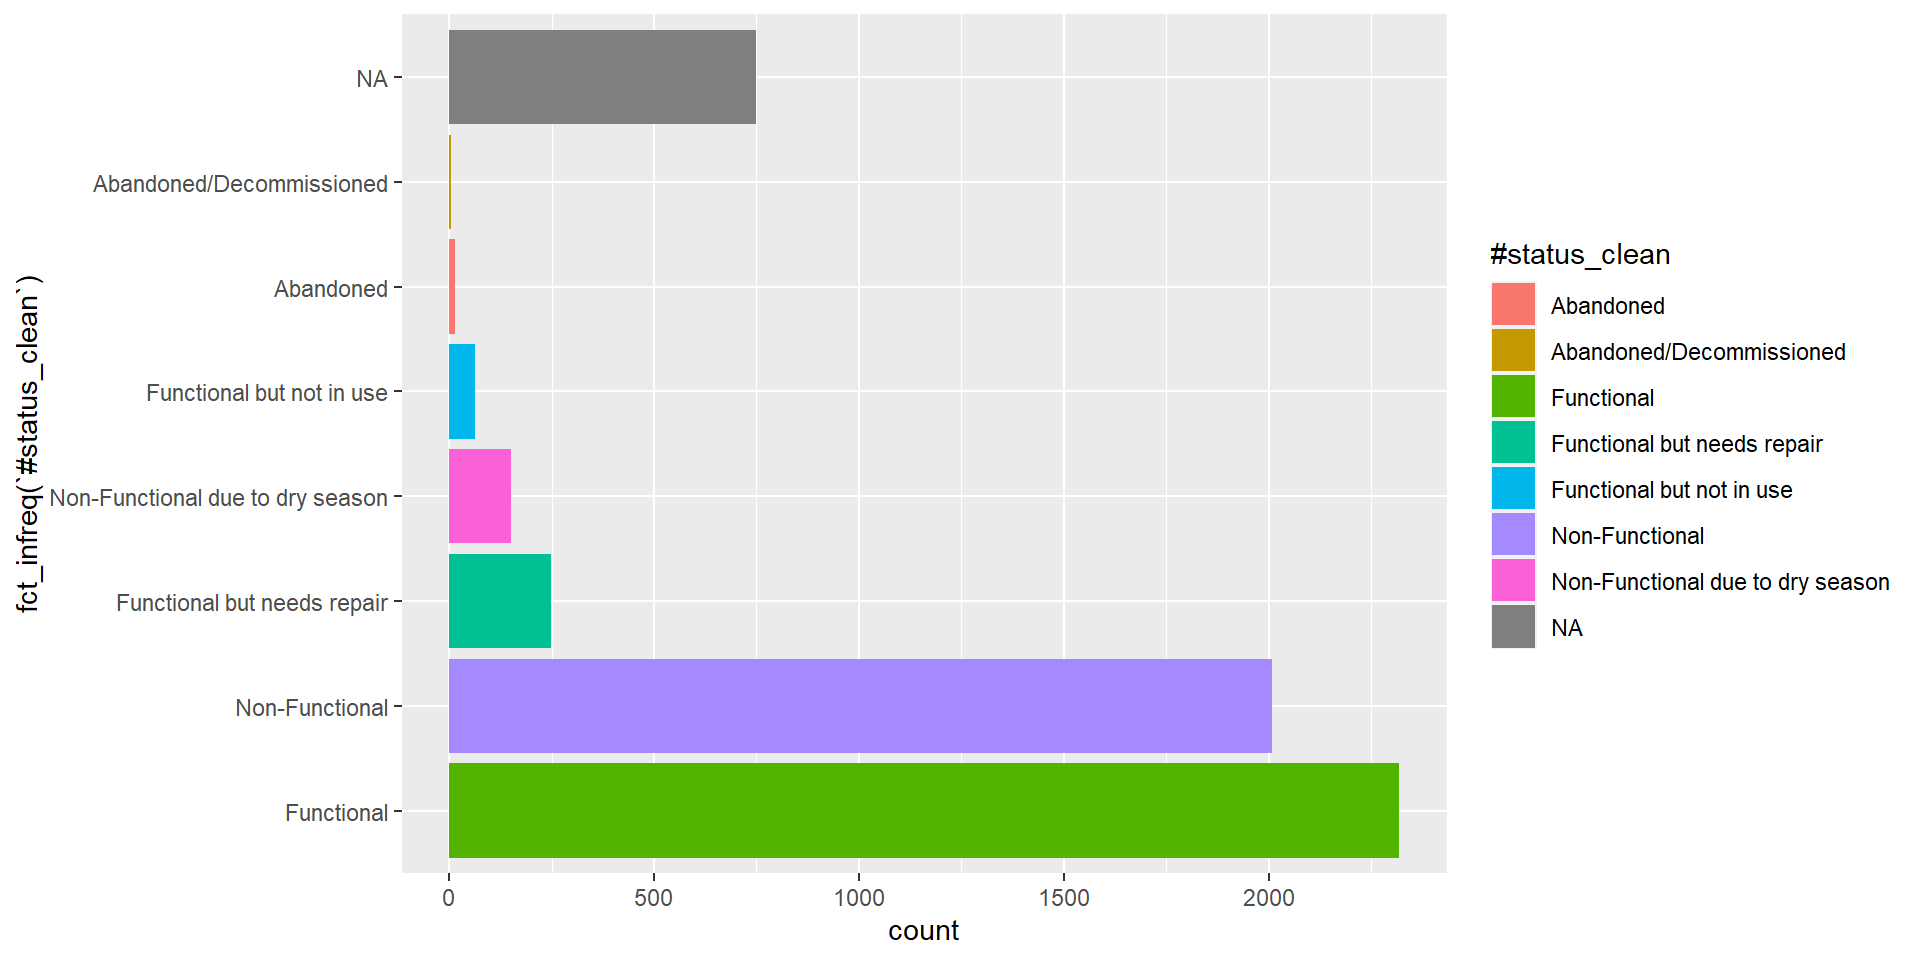 fct_infreq(`#status_clean`)
NA
Abandoned/Decommissioned
Abandoned
Functional but not in use
Non-Functional due to dry season
Functional but needs repair
Non-Functional
Functional
0 500 1000 1500 2000
count
#status_clean
Abandoned
Abandoned/Decommissioned
Functional
Functional but needs repair
Functional but not in use
Non-Functional
Non-Functional due to dry season
NA